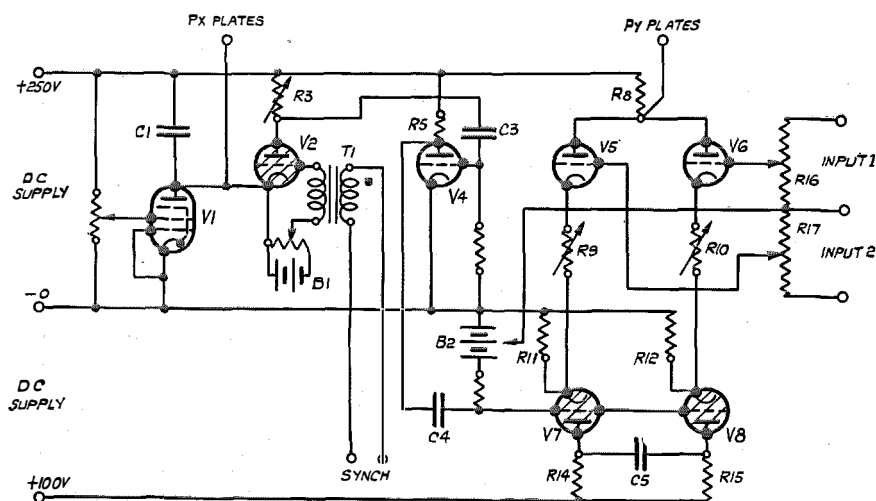 PX PLATES
PY PLATES
+250V
R3
R8
C1
V2
T1
R5
C3
V5
V6
INPUT 1
R16
DC
SUPPLY
V1
V4
R17
R9
R10
INPUT 2
B1
-0
B2
R11
R12
DC
SUPPLY
C4
V7
V8
SYNCH
R14
C5
R15
+100V